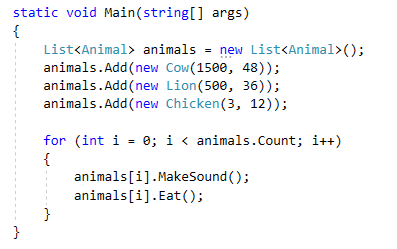 static void Main(string[] args)
{
    List<Animal> animals = new List<Animal>();
    animals.Add(new Cow(1500, 48));
    animals.Add(new Lion(500, 36));
    animals.Add(new Chicken(3, 12));

    for (int i = 0; i < animals.Count; i++)
    {
        animals[i].MakeSound();
        animals[i].Eat();
    }
}